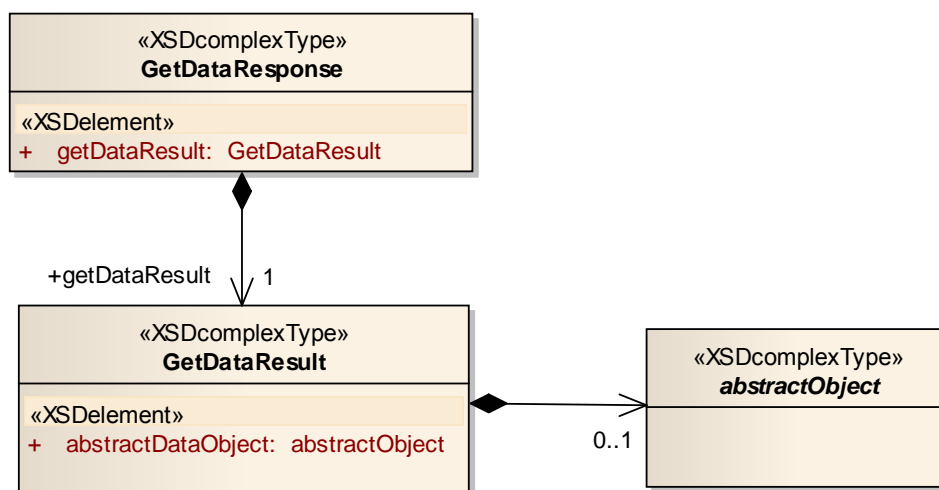 «XSDcomplexType»
GetDataResponse
«XSDelement»
+ getDataResult: GetDataResult
+getDataResult 1
«XSDcomplexType»
GetDataResult
«XSDelement»
+ abstractDataObject: abstractObject
«XSDcomplexType»
abstractObject
0..1